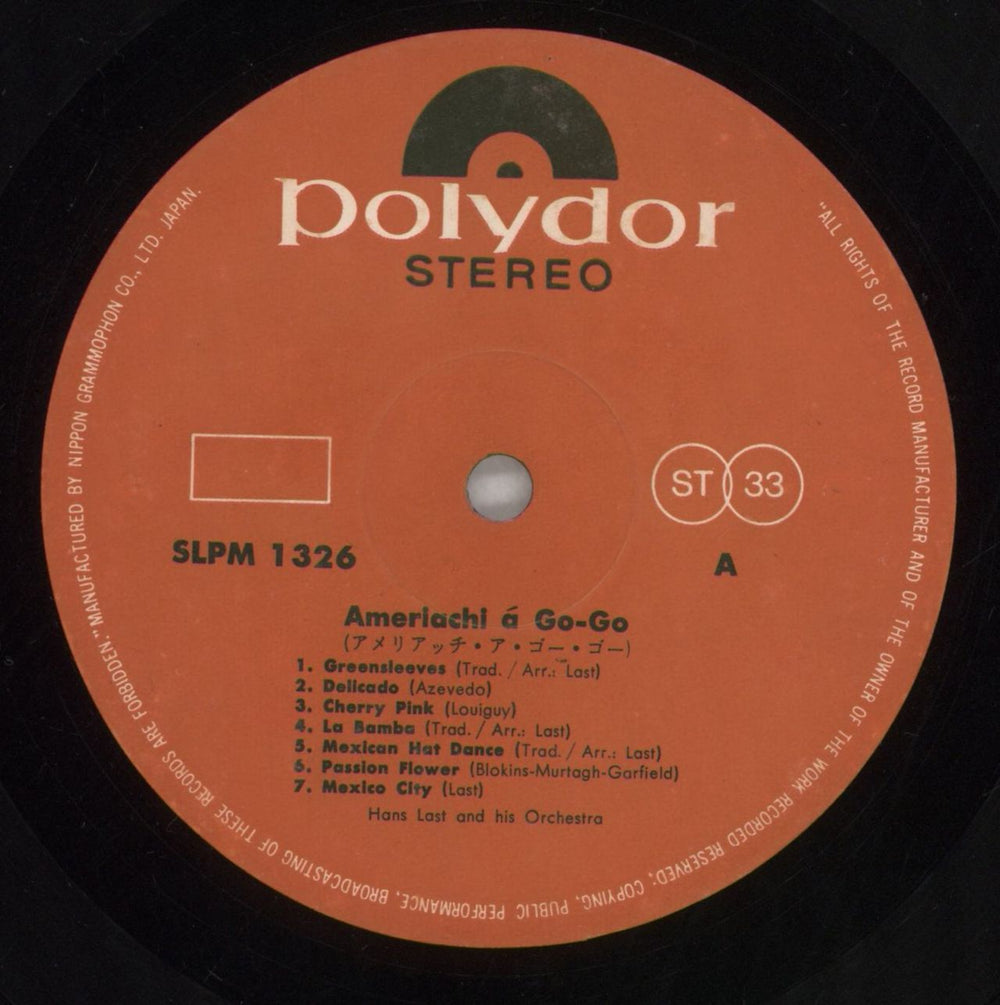 polydor
STEREO
"ALL RIGHTS OF THE RECORD MANUFACTURER AND OF THE OWNER OF THE WORK RECORDED RESERVED; COPYING, PUBLIC PERFORMANCE, BROADCASTING OF THESE RECORDS ARE FORBIDDEN." MANUFACTURED BY NIPPON GRAMMOPHON CO., LTD. JAPAN.
ST 33
SLPM 1326
A
Ameriachi á Go-Go
(アメリアッチ・ア・ゴー・ゴー)
1. Greensleeves (Trad. / Arr.: Last)
2. Delicado (Azevedo)
3. Cherry Pink (Louiguy)
4. La Bamba (Trad. / Arr.: Last)
5. Mexican Hat Dance (Trad. / Arr.: Last)
6. Passion Flower (Blokins-Murtagh-Garfield)
7. Mexico City (Last)
Hans Last and his Orchestra